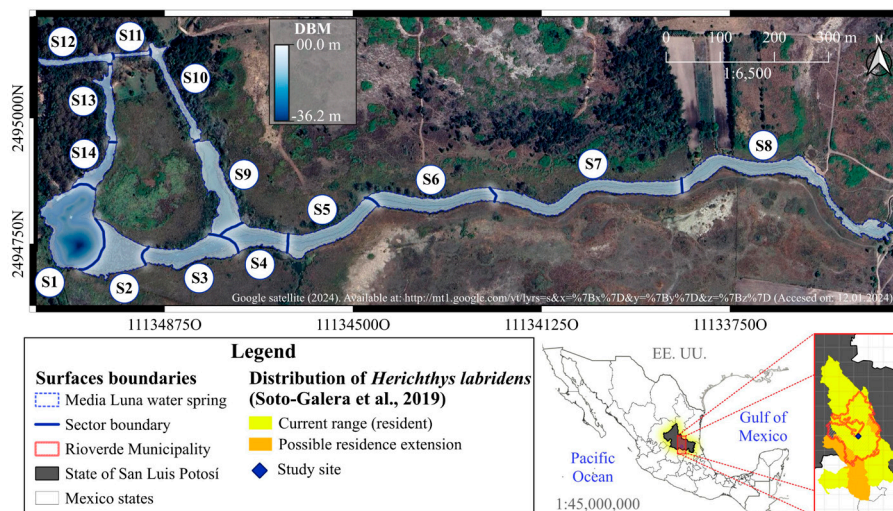 S12
S11
DBM
00.0 m
-36.2 m
0 100 200 300 m
1:6,500
N
S10
S13
S14
S9
S8
S7
S6
S5
S1
S2
S3
S4
2495000N
2494750N
Google satellite (2024). Available at: http://mt1.google.com/vt/lyrs=s&x=%7Bx%7D&y=%7By%7D&z=%7Bz%7D (Accesed on: 12.01.2024)
11134875O 11134500O 11134125O 11133750O
Legend
Surfaces boundaries
Media Luna water spring
Sector boundary
Rioverde Municipality
State of San Luis Potosí
Mexico states
Distribution of Herichthys labridens
(Soto-Galera et al., 2019)
Current range (resident)
Possible residence extension
Study site
EE. UU.
Gulf of
Mexico
Pacific
Ocean
1:45,000,000